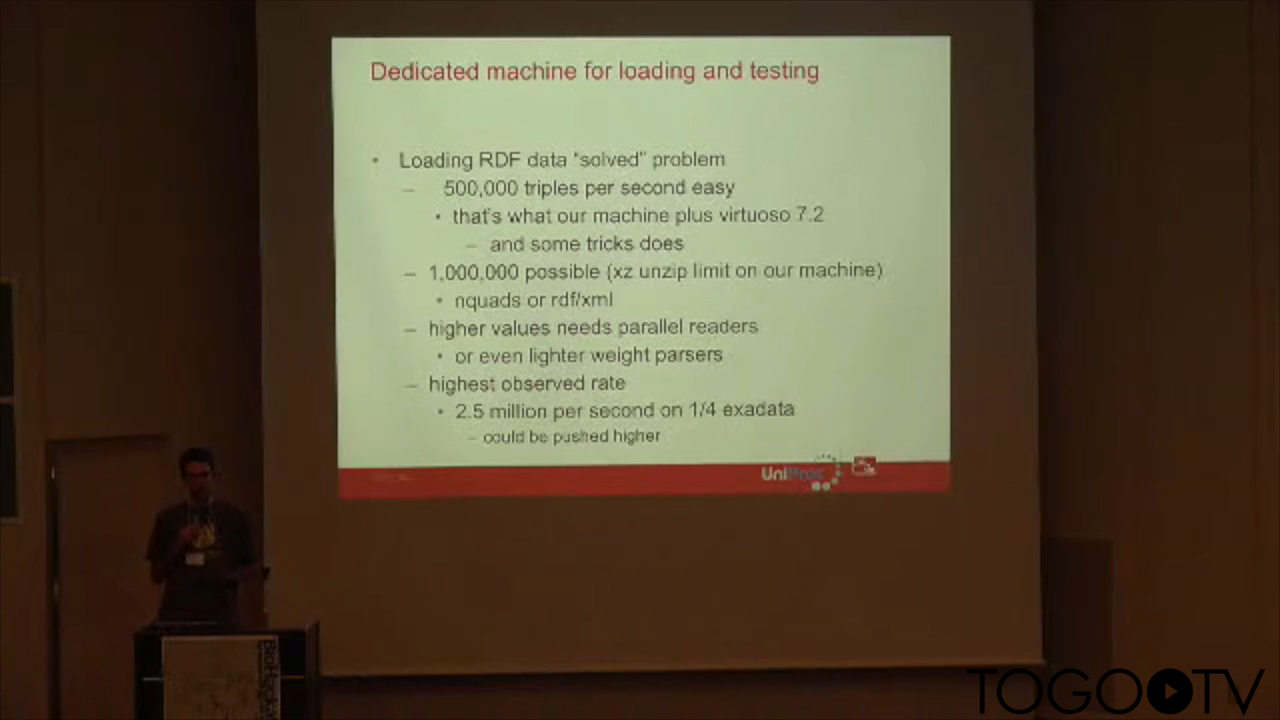 Dedicated machine for loading and testing
• Loading RDF data "solved" problem
– 500,000 triples per second easy
• that's what our machine plus virtuoso 7.2
– and some tricks does
– 1,000,000 possible (xz unzip limit on our machine)
• nquads or rdf/xml
– higher values needs parallel readers
• or even lighter weight parsers
– highest observed rate
• 2.5 million per second on 1/4 exadata
– could be pushed higher
UniProt
TOGOTV